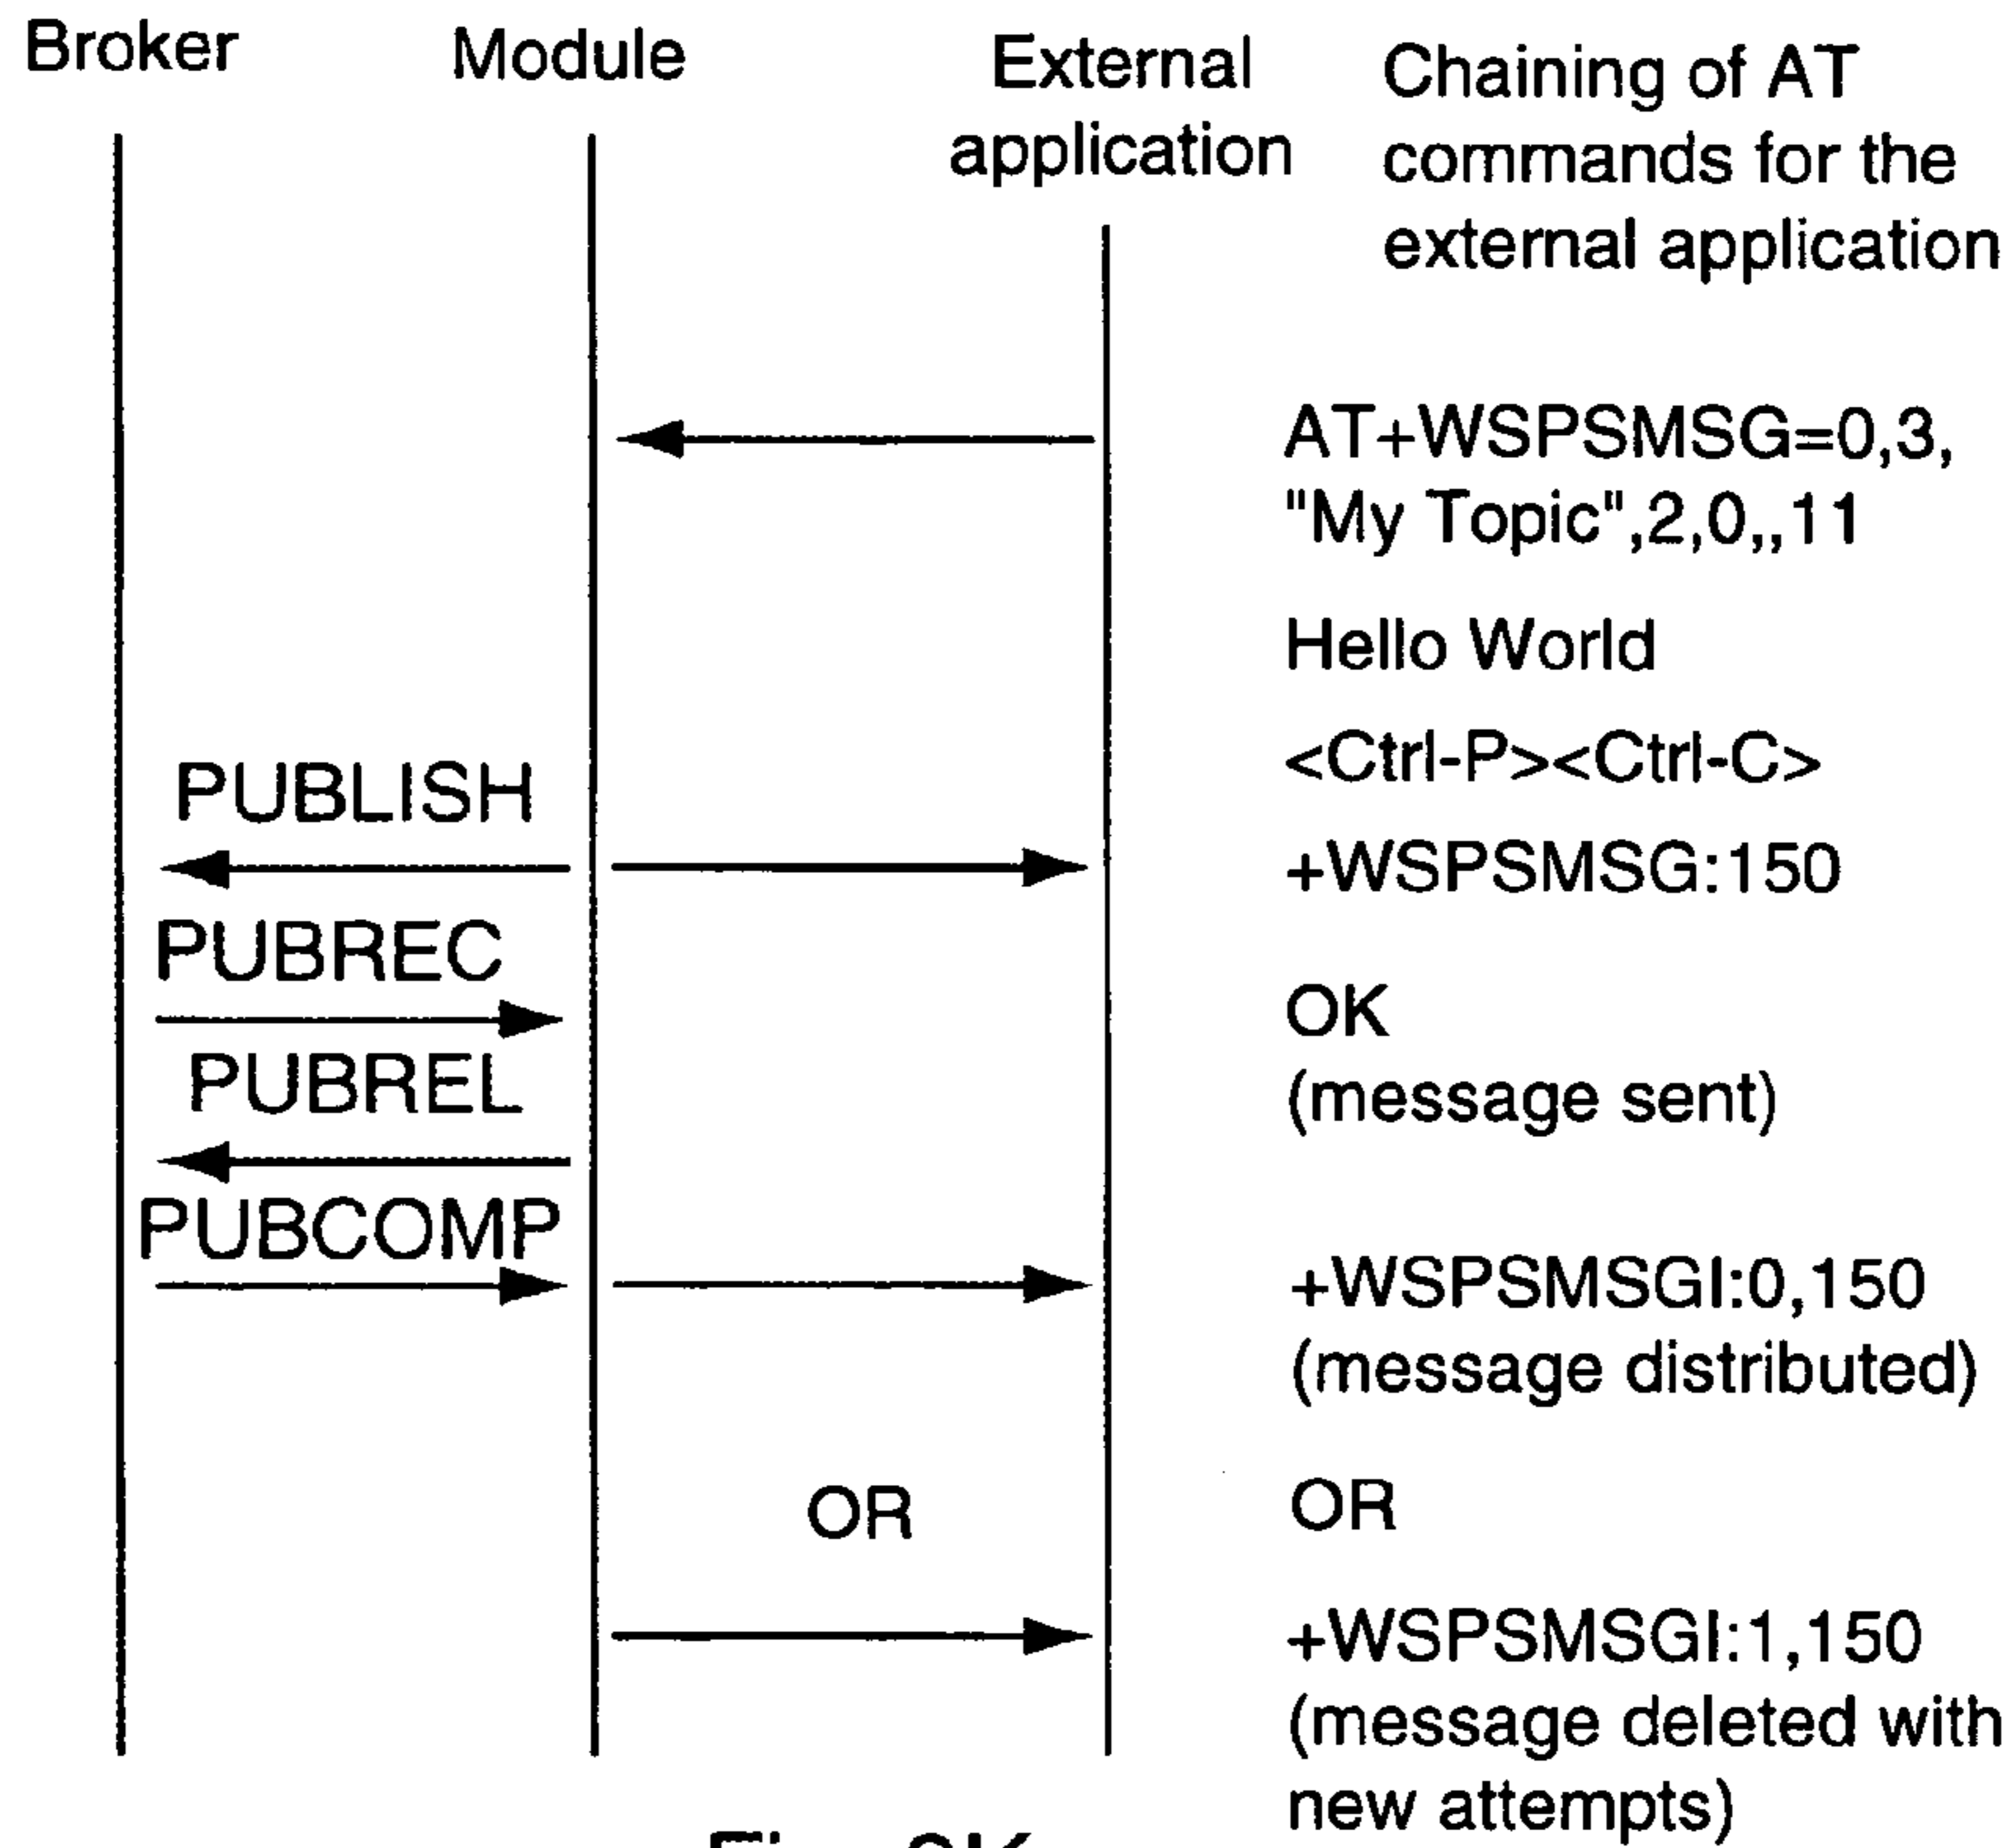 Broker
Module
External
application
Chaining of AT
commands for the
external application
AT+WSPSMSG=0,3,
"My Topic",2,0,,11
Hello World
<Ctrl-P><Ctrl-C>
PUBLISH
+WSPSMSG:150
PUBREC
OK
(message sent)
PUBREL
PUBCOMP
+WSPSMSGI:0,150
(message distributed)
OR
OR
+WSPSMSGI:1,150
(message deleted with
new attempts)